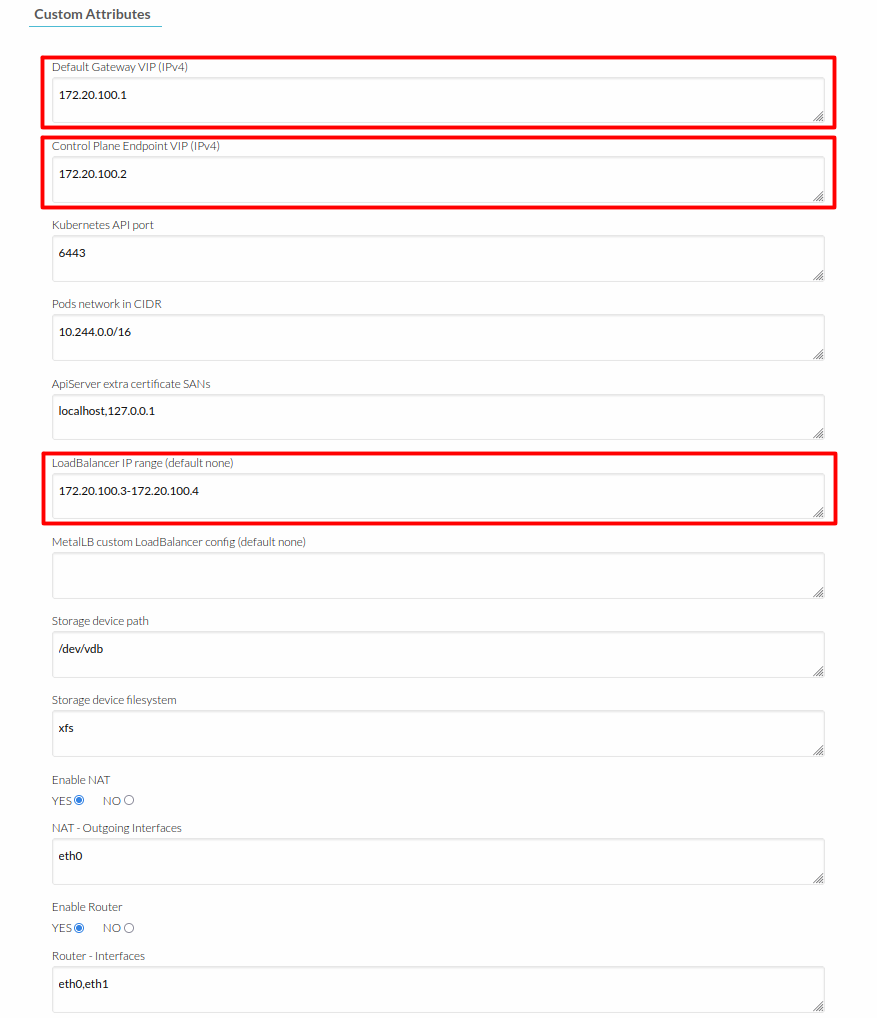 Custom Attributes
Default Gateway VIP (IPv4)
172.20.100.1
Control Plane Endpoint VIP (IPv4)
172.20.100.2
Kubernetes API port
6443
Pods network in CIDR
10.244.0.0/16
ApiServer extra certificate SANs
localhost,127.0.0.1
LoadBalancer IP range (default none)
172.20.100.3-172.20.100.4
MetalLB custom LoadBalancer config (default none)
Storage device path
/dev/vdb
Storage device filesystem
xfs
Enable NAT
YES NO
NAT - Outgoing Interfaces
eth0
Enable Router
YES NO
Router - Interfaces
eth0,eth1